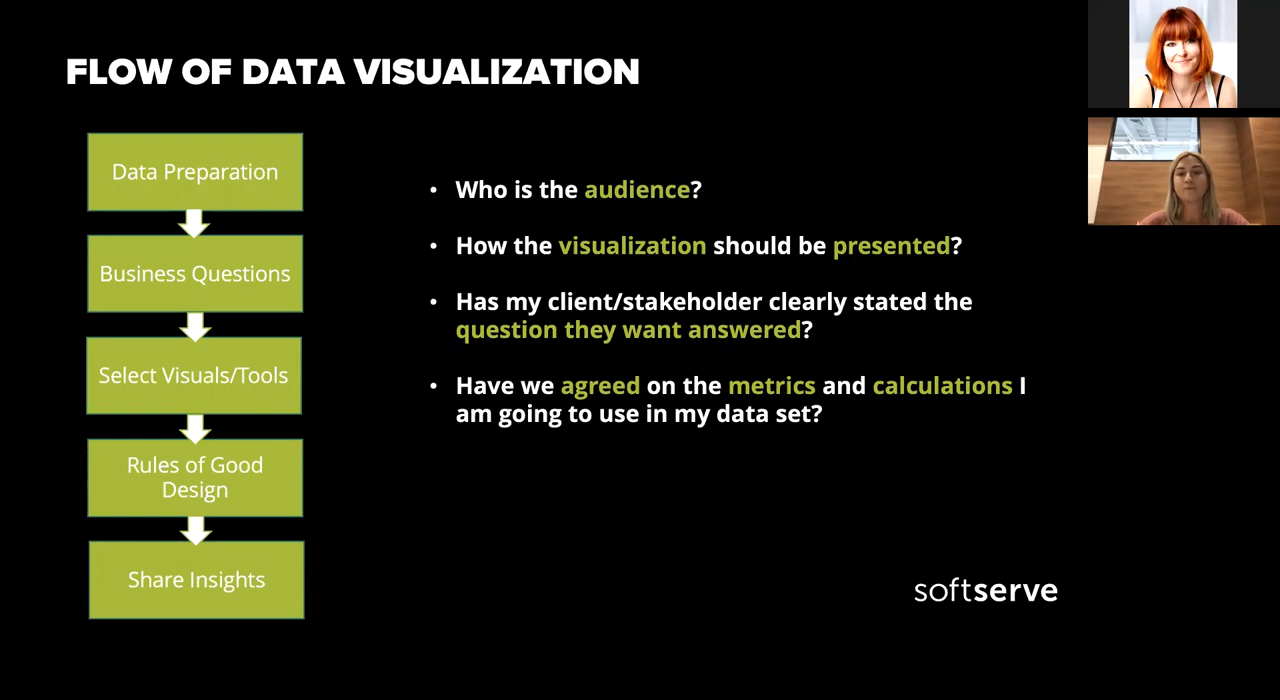 FLOW OF DATA VISUALIZATION
Data Preparation
Business Questions
Select Visuals/Tools
Rules of Good
Design
Share Insights
• Who is the audience?
• How the visualization should be presented?
• Has my client/stakeholder clearly stated the
question they want answered?
• Have we agreed on the metrics and calculations I
am going to use in my data set?
softserve